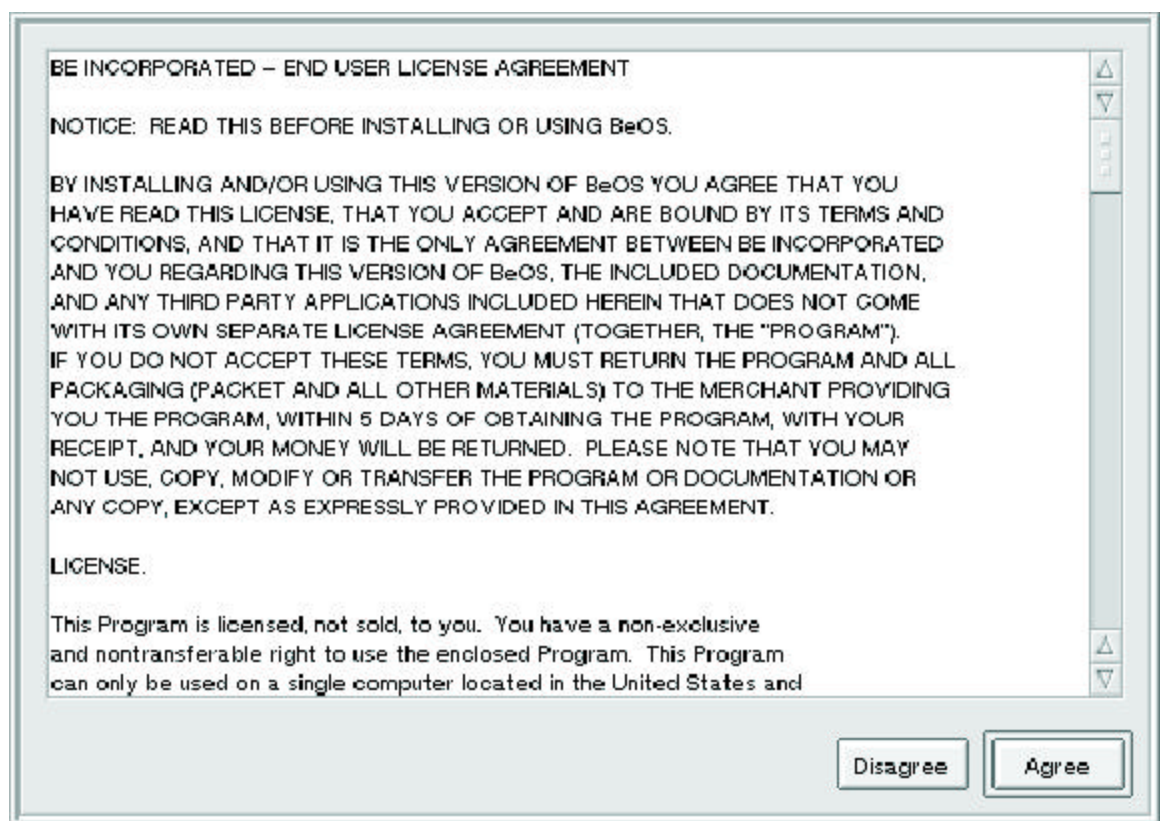 BE INCORPORATED – END USER LICENSE AGREEMENT
NOTICE:  READ THIS BEFORE INSTALLING OR USING BeOS.
BY INSTALLING AND/OR USING THIS VERSION OF BeOS YOU AGREE THAT YOU
HAVE READ THIS LICENSE, THAT YOU ACCEPT AND ARE BOUND BY ITS TERMS AND
CONDITIONS, AND THAT IT IS THE ONLY AGREEMENT BETWEEN BE INCORPORATED
AND YOU REGARDING THIS VERSION OF BeOS, THE INCLUDED DOCUMENTATION,
AND ANY THIRD PARTY APPLICATIONS INCLUDED HEREIN THAT DOES NOT COME
WITH ITS OWN SEPARATE LICENSE AGREEMENT (TOGETHER, THE "PROGRAM").
IF YOU DO NOT ACCEPT THESE TERMS, YOU MUST RETURN THE PROGRAM AND ALL
PACKAGING (PACKET AND ALL OTHER MATERIALS) TO THE MERCHANT PROVIDING
YOU THE PROGRAM, WITHIN 5 DAYS OF OBTAINING THE PROGRAM, WITH YOUR
RECEIPT, AND YOUR MONEY WILL BE RETURNED.  PLEASE NOTE THAT YOU MAY
NOT USE, COPY, MODIFY OR TRANSFER THE PROGRAM OR DOCUMENTATION OR
ANY COPY, EXCEPT AS EXPRESSLY PROVIDED IN THIS AGREEMENT.
LICENSE.
This Program is licensed, not sold, to you.  You have a non-exclusive
and nontransferable right to use the enclosed Program.  This Program
can only be used on a single computer located in the United States and
Disagree
Agree